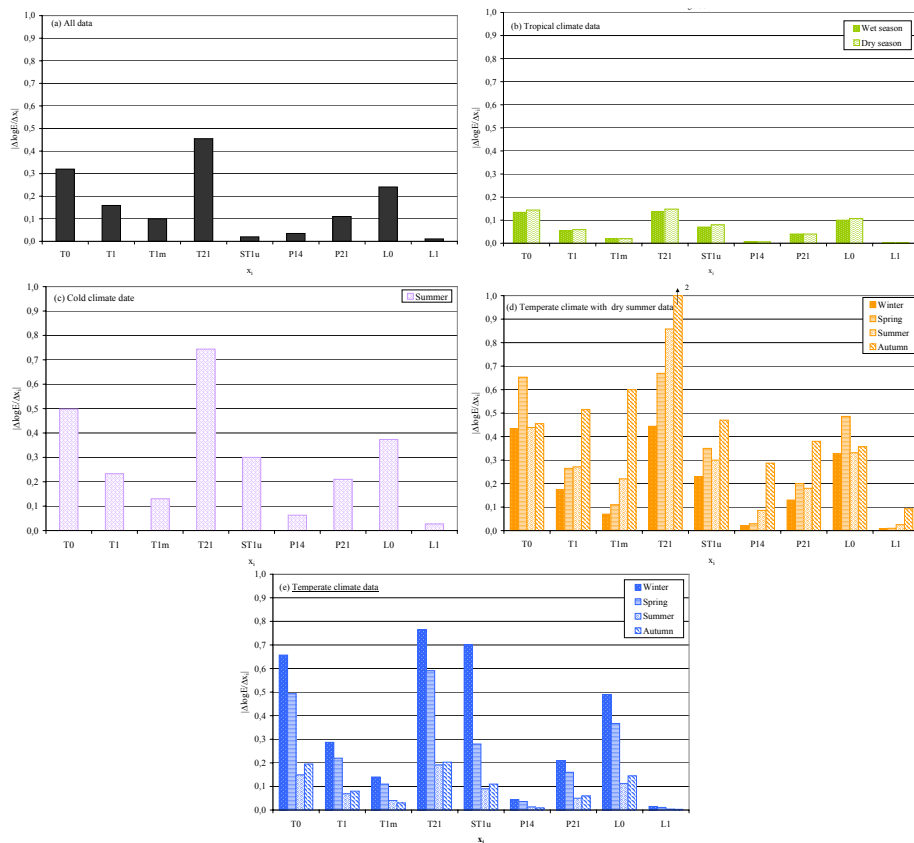 (a) All data
1,0
0,9
0,8
0,7
0,6
0,5
0,4
0,3
0,2
0,1
0,0
|ΔlogE/Δxi|
T0 T1 T1m T21 ST1u P14 P21 L0 L1
xi
(b) Tropical climate data
Wet season
Dry season
1,0
0,9
0,8
0,7
0,6
0,5
0,4
0,3
0,2
0,1
0,0
|ΔlogE/Δxi|
T0 T1 T1m T21 ST1u P14 P21 L0 L1
xi
(c) Cold climate date
Summer
1,0
0,9
0,8
0,7
0,6
0,5
0,4
0,3
0,2
0,1
0,0
|ΔlogE/Δxi|
T0 T1 T1m T21 ST1u P14 P21 L0 L1
xi
2
(d) Temperate climate with dry summer data
Winter
Spring
Summer
Autumn
1,0
0,9
0,8
0,7
0,6
0,5
0,4
0,3
0,2
0,1
0,0
|ΔlogE/Δxi|
T0 T1 T1m T21 ST1u P14 P21 L0 L1
xi
(e) Temperate climate data
Winter
Spring
Summer
Autumn
1,0
0,9
0,8
0,7
0,6
0,5
0,4
0,3
0,2
0,1
0,0
|ΔlogE/Δxi|
T0 T1 T1m T21 ST1u P14 P21 L0 L1
xi